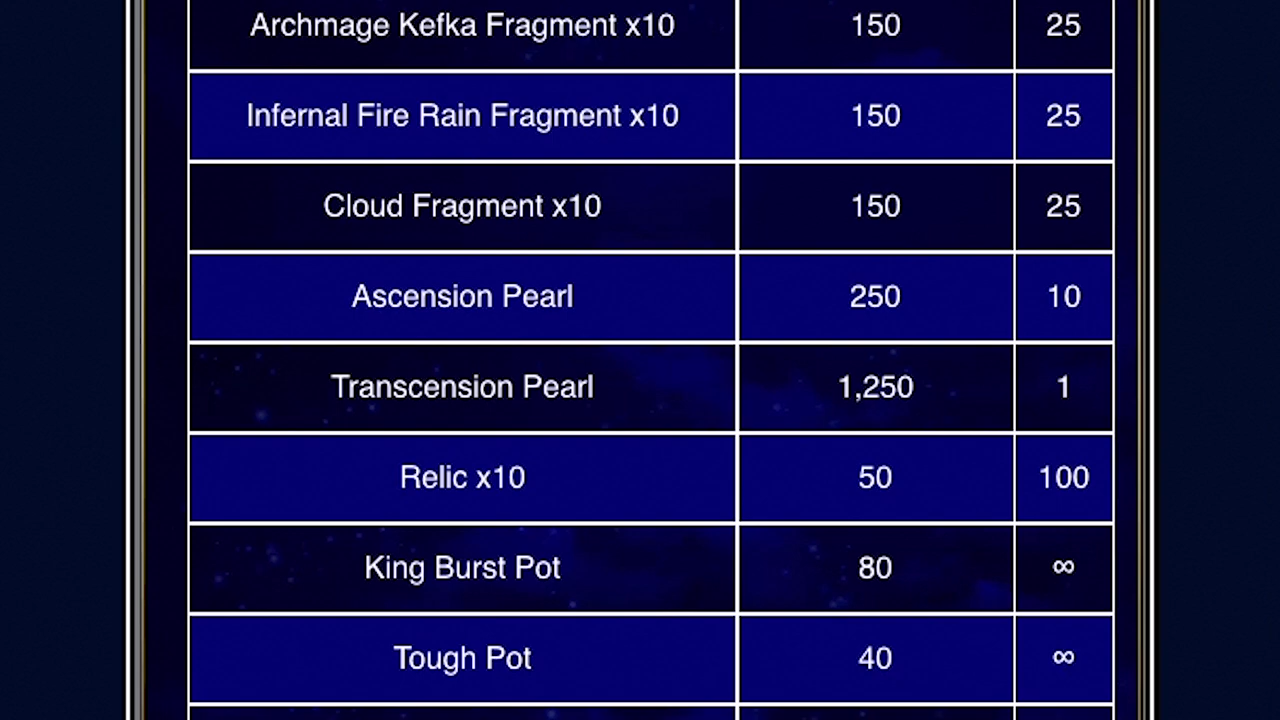 Archmage Kefka Fragment x10 150 25
Infernal Fire Rain Fragment x10 150 25
Cloud Fragment x10 150 25
Ascension Pearl 250 10
Transcension Pearl 1,250 1
Relic x10 50 100
King Burst Pot 80 ∞
Tough Pot 40 ∞